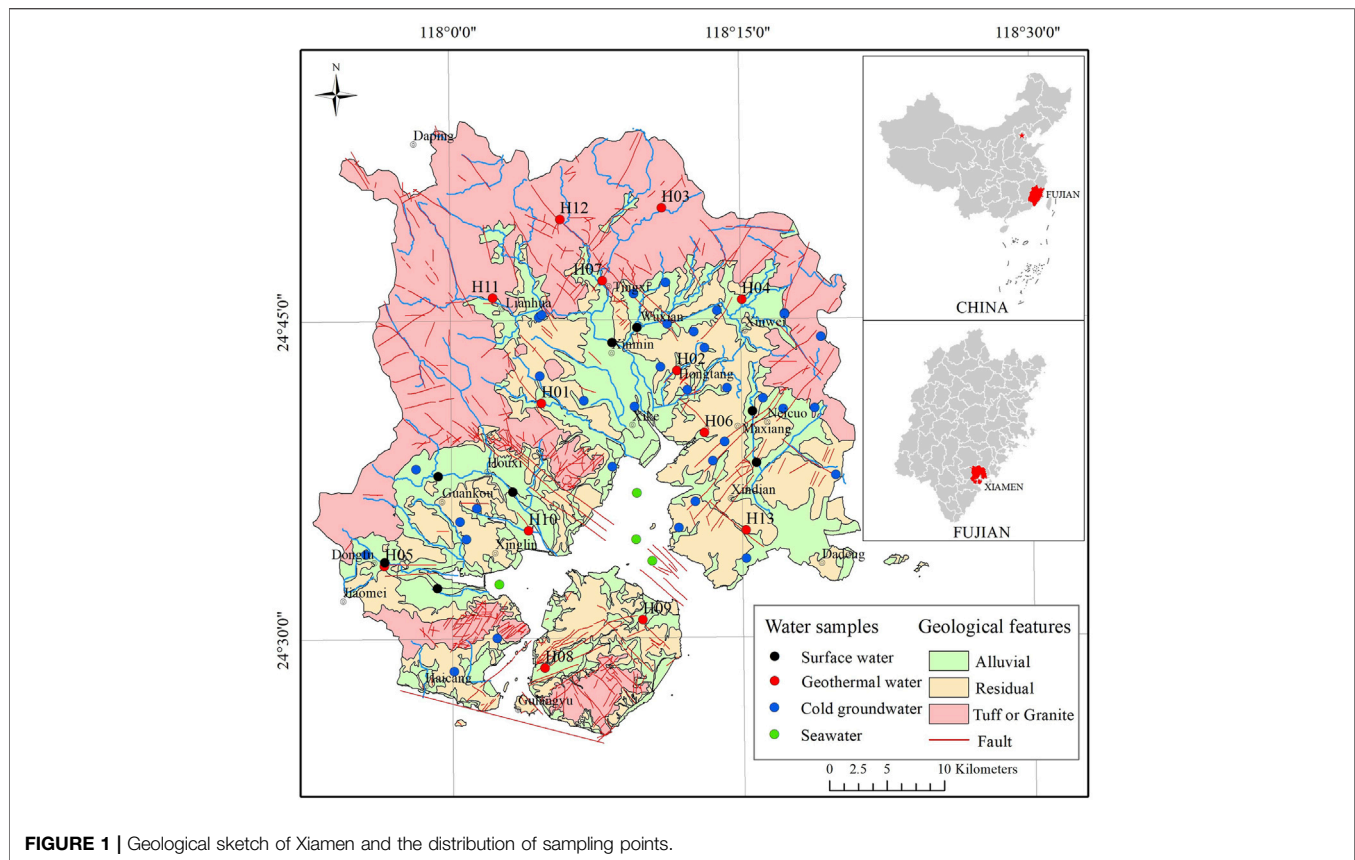 118°0'0"
118°15'0"
118°30'0"
N
Daping
FUJIAN
CHINA
H03
H12
H07
Tingxi
H11
Lianhua
H04
24°45'0"
Wuxian
Xinwei
Xinmin
H02
Hongtang
H01
Xike
H06
Neicuo
Maxiang
Houxi
Guankou
Xindian
XIAMEN
FUJIAN
H10
H13
Xinglin
Dongfu
H05
Dadeng
Jiaomei
24°30'0"
H09
H08
Haicang
Gulangyu
Water samples
Surface water
Geothermal water
Cold groundwater
Seawater
Geological features
Alluvial
Residual
Tuff or Granite
Fault
0 2.5 5 10 Kilometers
FIGURE 1 | Geological sketch of Xiamen and the distribution of sampling points.